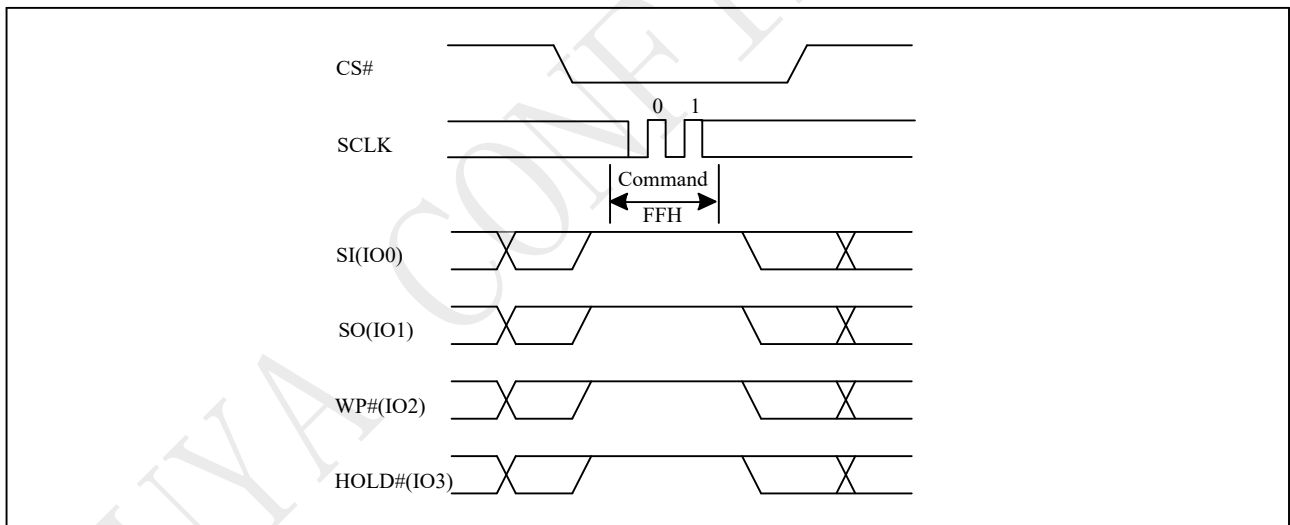 CS#
0 1
SCLK
Command
FFH
SI(IO0)
SO(IO1)
WP#(IO2)
HOLD#(IO3)